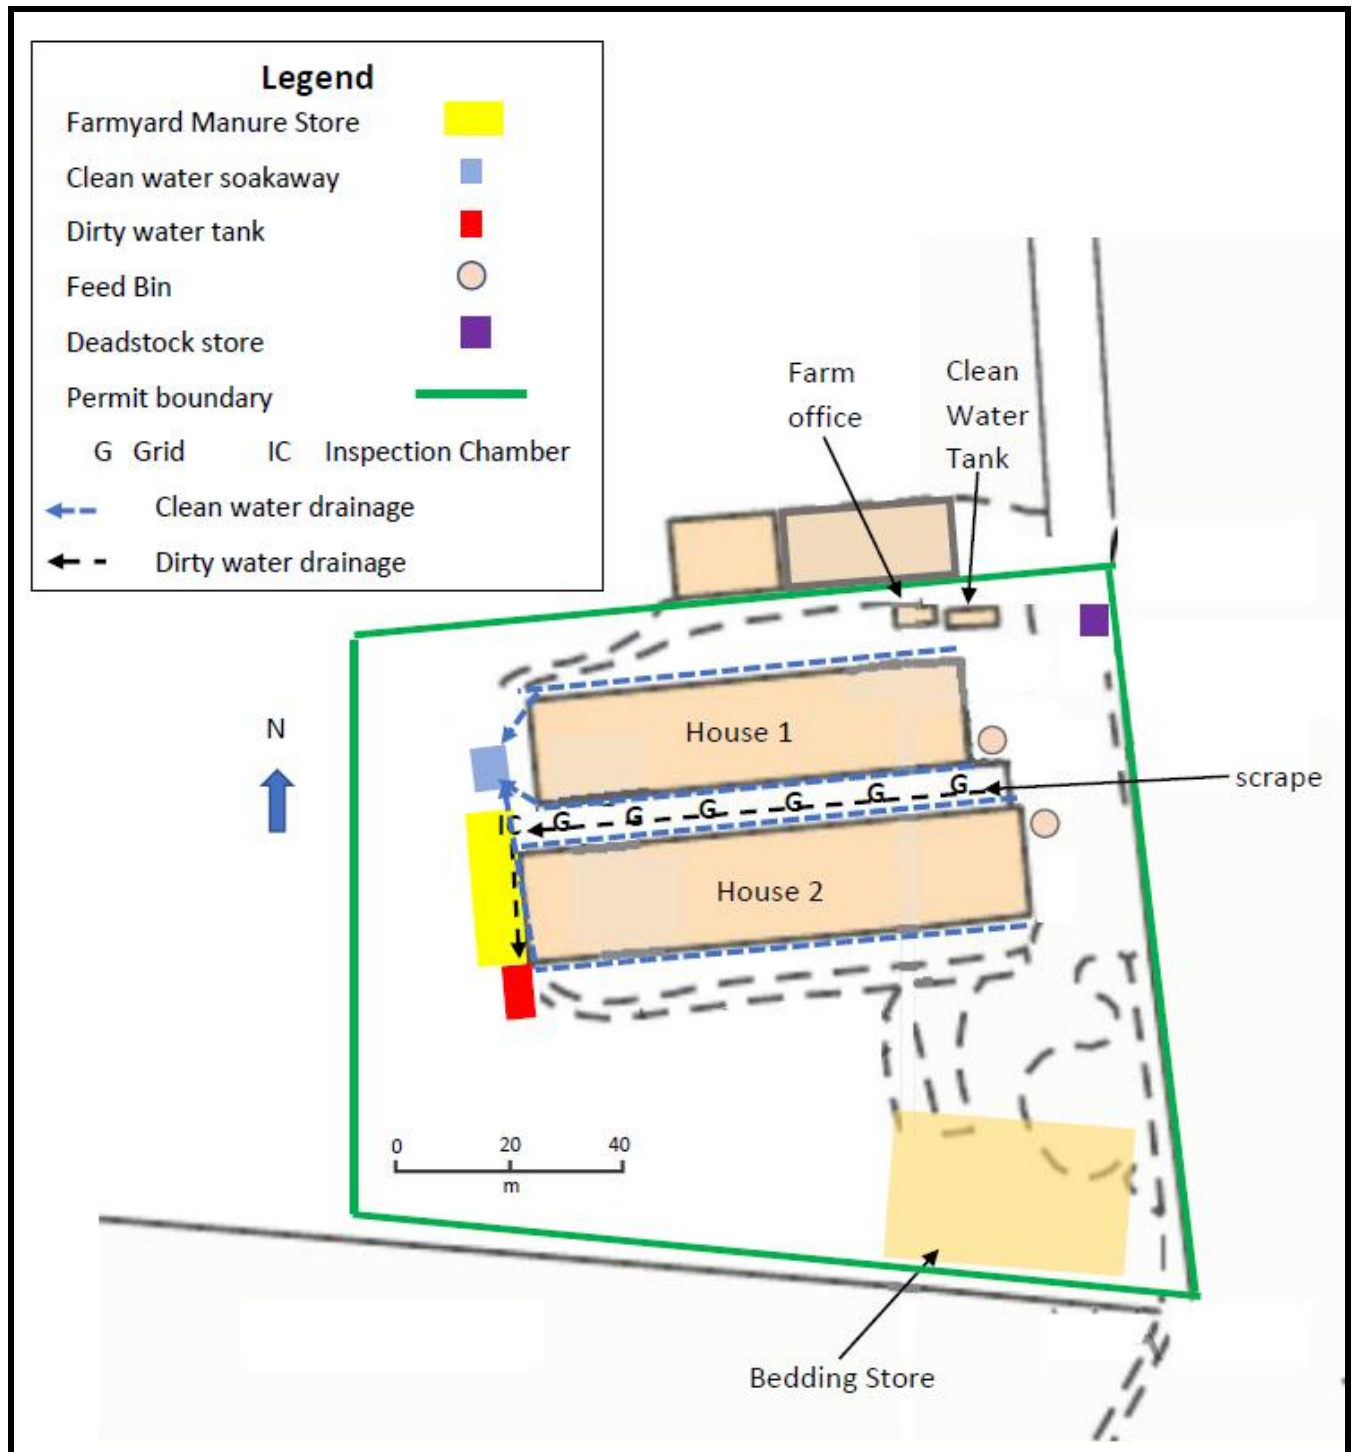 Legend
Farmyard Manure Store
Clean water soakaway
Dirty water tank
Feed Bin
Deadstock store
Permit boundary
G Grid IC Inspection Chamber
Clean water drainage
Dirty water drainage
Farm
office
Clean
Water
Tank
N
House 1
scrape
G
G
G
G
G
G
IC
House 2
0 20 40
m
Bedding Store